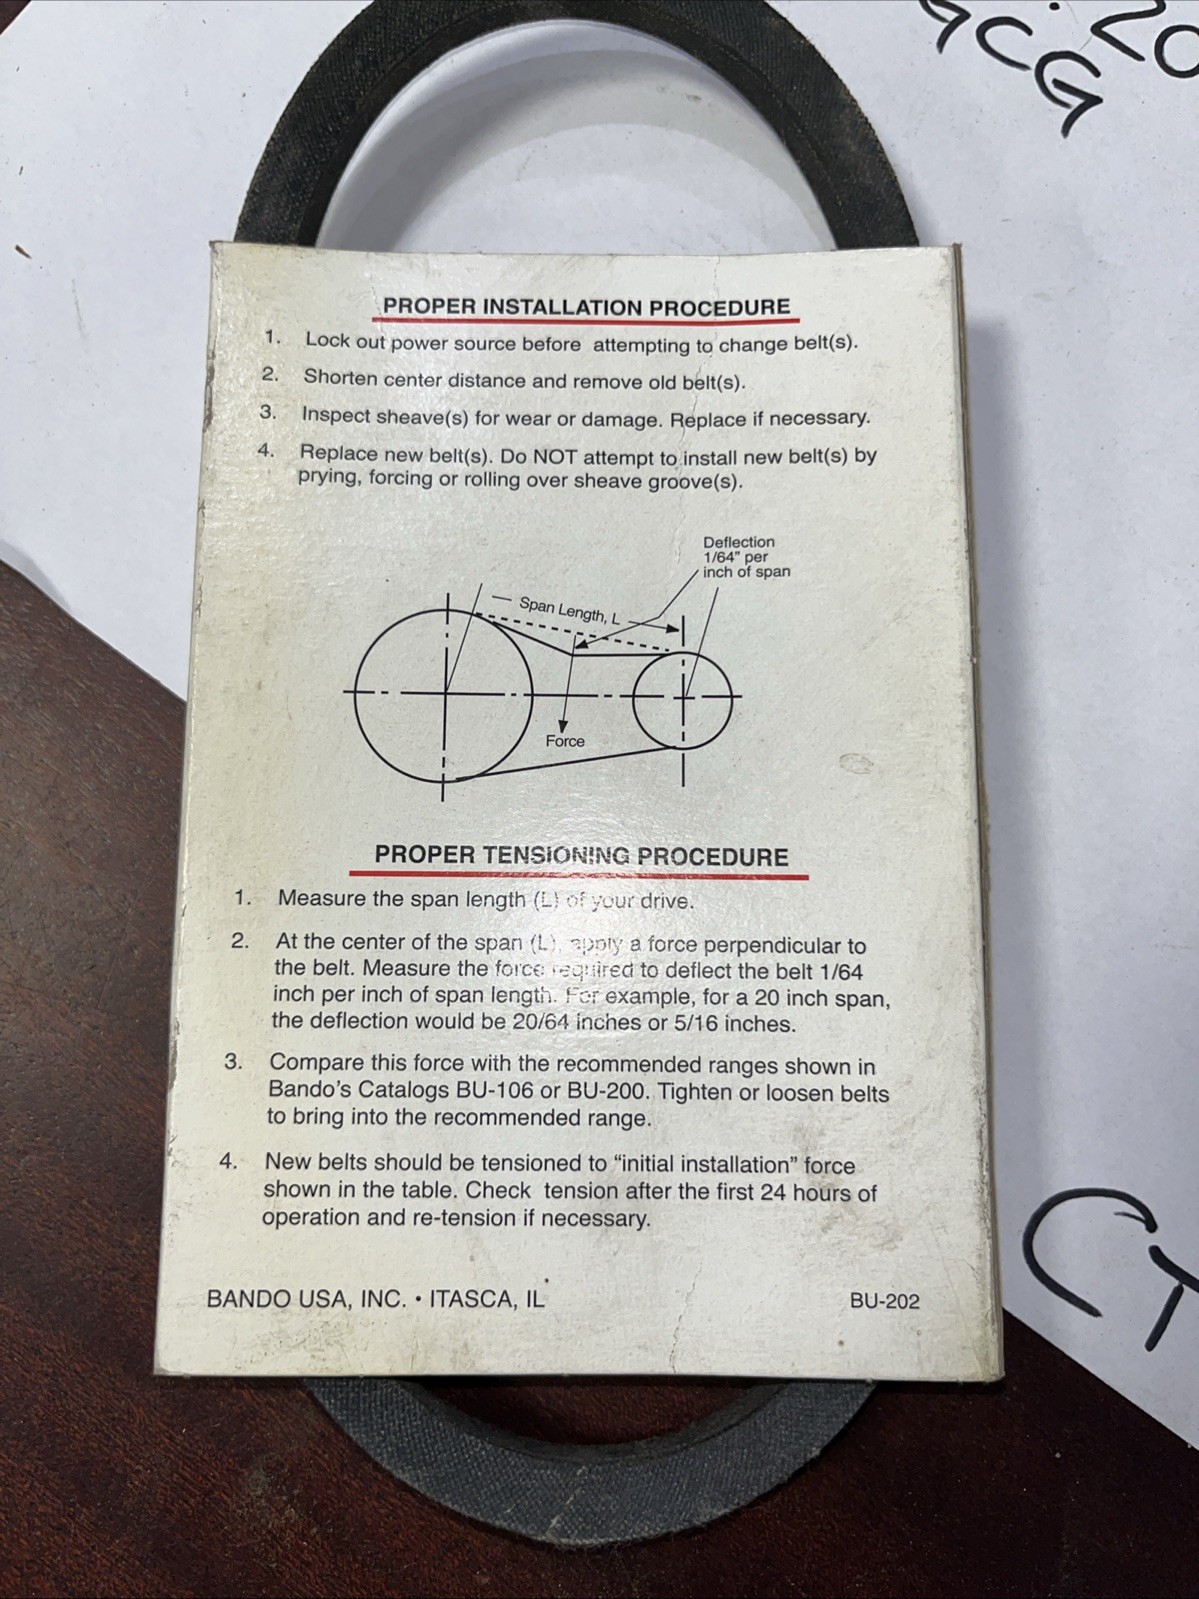 .20
GCG
PROPER INSTALLATION PROCEDURE
1. Lock out power source before attempting to change belt(s).
2. Shorten center distance and remove old belt(s).
3. Inspect sheave(s) for wear or damage. Replace if necessary.
4. Replace new belt(s). Do NOT attempt to install new belt(s) by
prying, forcing or rolling over sheave groove(s).
Deflection
1/64" per
inch of span
Span Length, L
Force
PROPER TENSIONING PROCEDURE
1. Measure the span length (L) of your drive.
2. At the center of the span (L), apply a force perpendicular to
the belt. Measure the force required to deflect the belt 1/64
inch per inch of span length. For example, for a 20 inch span,
the deflection would be 20/64 inches or 5/16 inches.
3. Compare this force with the recommended ranges shown in
Bando's Catalogs BU-106 or BU-200. Tighten or loosen belts
to bring into the recommended range.
4. New belts should be tensioned to “initial installation” force
shown in the table. Check tension after the first 24 hours of
operation and re-tension if necessary.
BANDO USA, INC. • ITASCA, IL
BU-202
CT